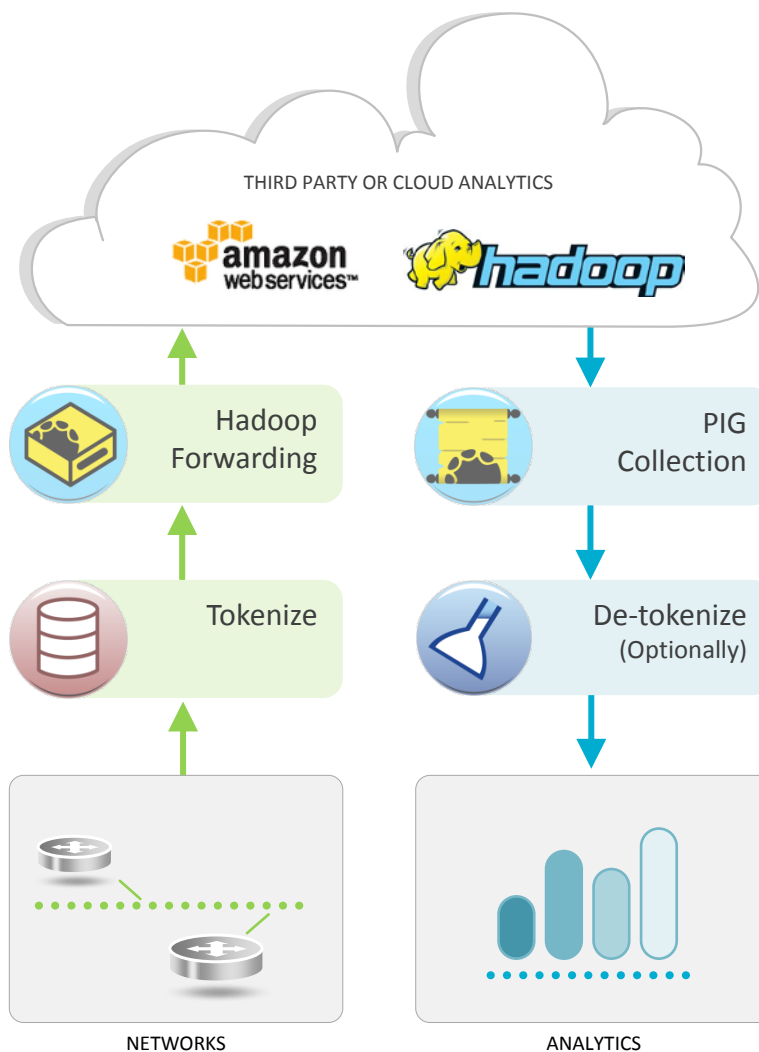 THIRD PARTY OR CLOUD ANALYTICS
amazon
webservices™
hadoop
Hadoop
Forwarding
PIG
Collection
Tokenize
De-tokenize
(Optionally)
NETWORKS
ANALYTICS